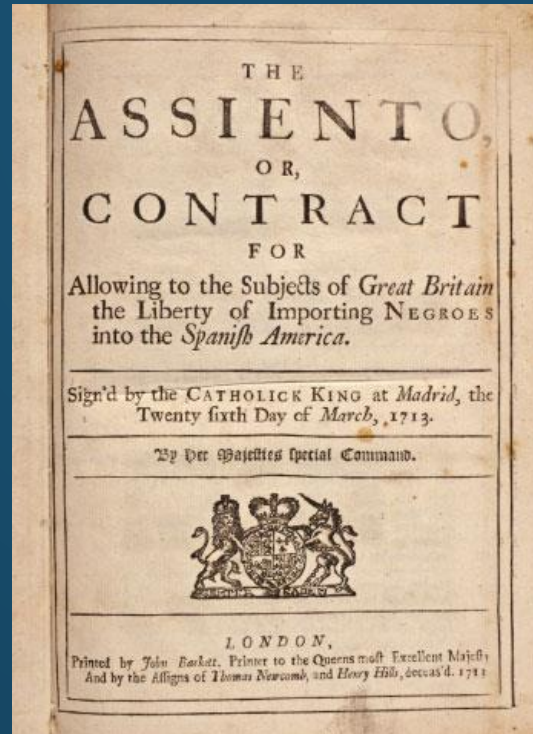 THE
ASSIENTO,
OR,
CONTRACT
FOR
Allowing to the Subjects of Great Britain
the Liberty of Importing NEGROES
into the Spaniſh America.
Sign'd by the CATHOLICK KING at Madrid, the
Twenty ſixth Day of March, 1713.
By Her Majeſties ſpecial Command.
LONDON,
Printed by John Baskett, Printer to the Queens moſt Excellent Majeſty
And by the Aſſigns of Thomas Newcomb, and Henry Hills, deceas'd. 1713